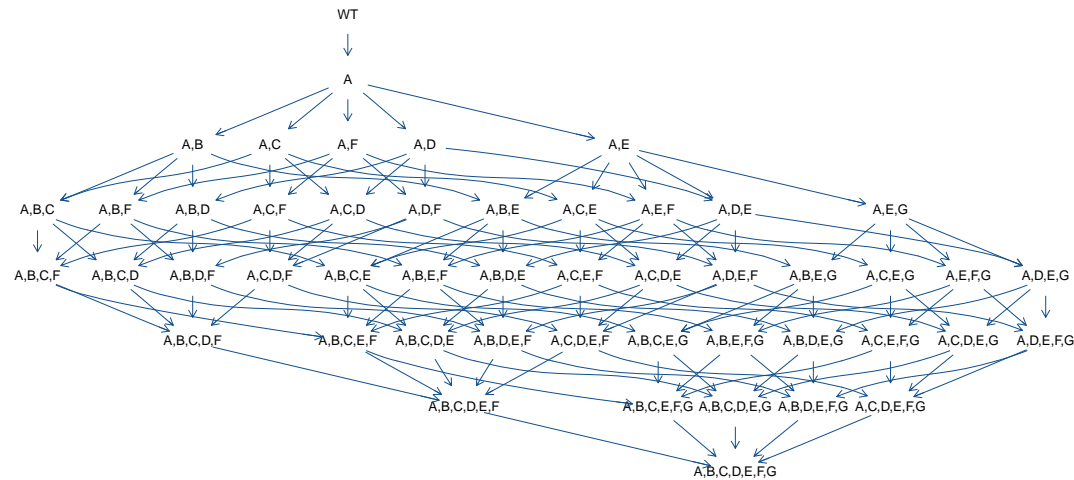 WT
A
A,B A,C A,F A,D A,E
A,B,C A,B,F A,B,D A,C,F A,C,D A,D,F A,B,E A,C,E A,E,F A,D,E A,E,G
A,B,C,F A,B,C,D A,B,D,F A,C,D,F A,B,C,E A,B,E,F A,B,D,E A,C,E,F A,C,D,E A,D,E,F A,B,E,G A,C,E,G A,E,F,G A,D,E,G
A,B,C,D,F A,B,C,E,F A,B,C,D,E A,B,D,E,F A,C,D,E,F A,B,C,E,G A,B,E,F,G A,B,D,E,G A,C,E,F,G A,C,D,E,G A,D,E,F,G
A,B,C,D,E,F A,B,C,E,F,G A,B,C,D,E,G A,B,D,E,F,G A,C,D,E,F,G
A,B,C,D,E,F,G